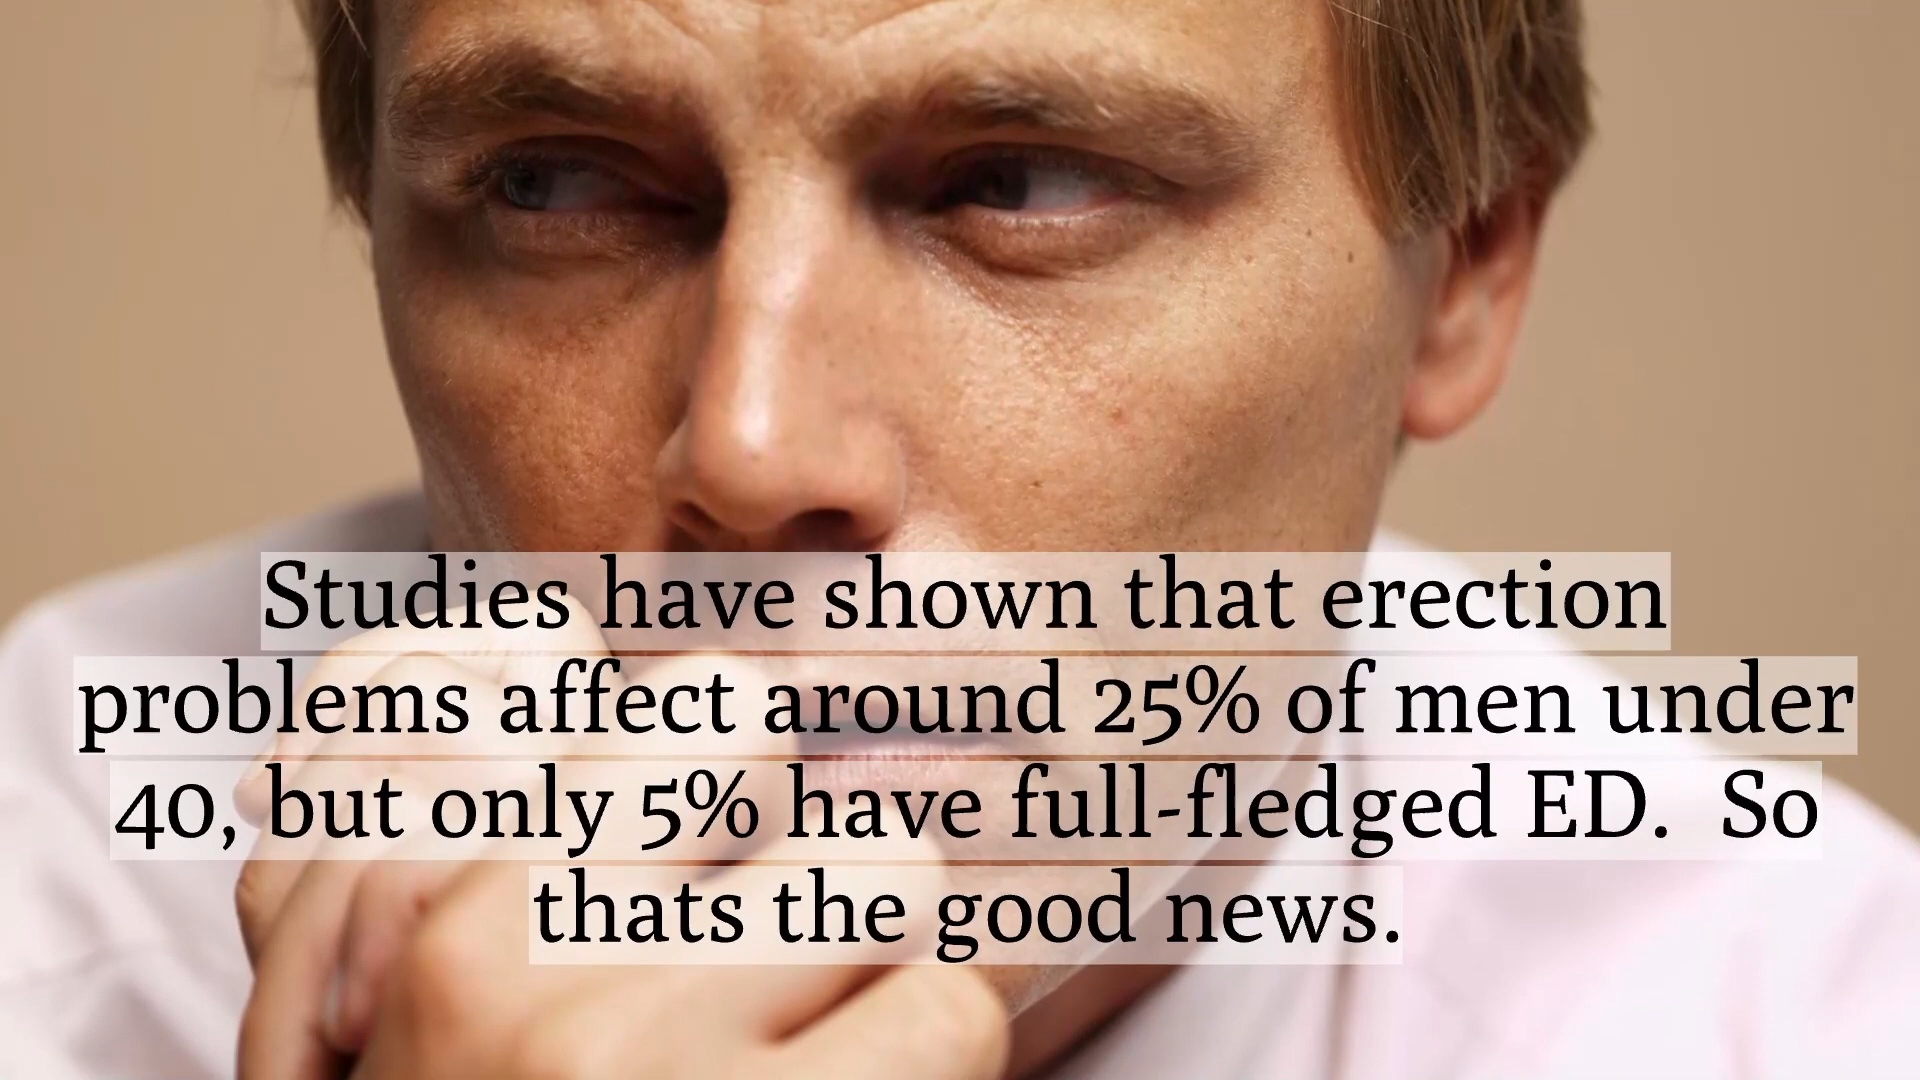 Studies have shown that erection
problems affect around 25% of men under
40, but only 5% have full-fledged ED.  So
thats the good news.